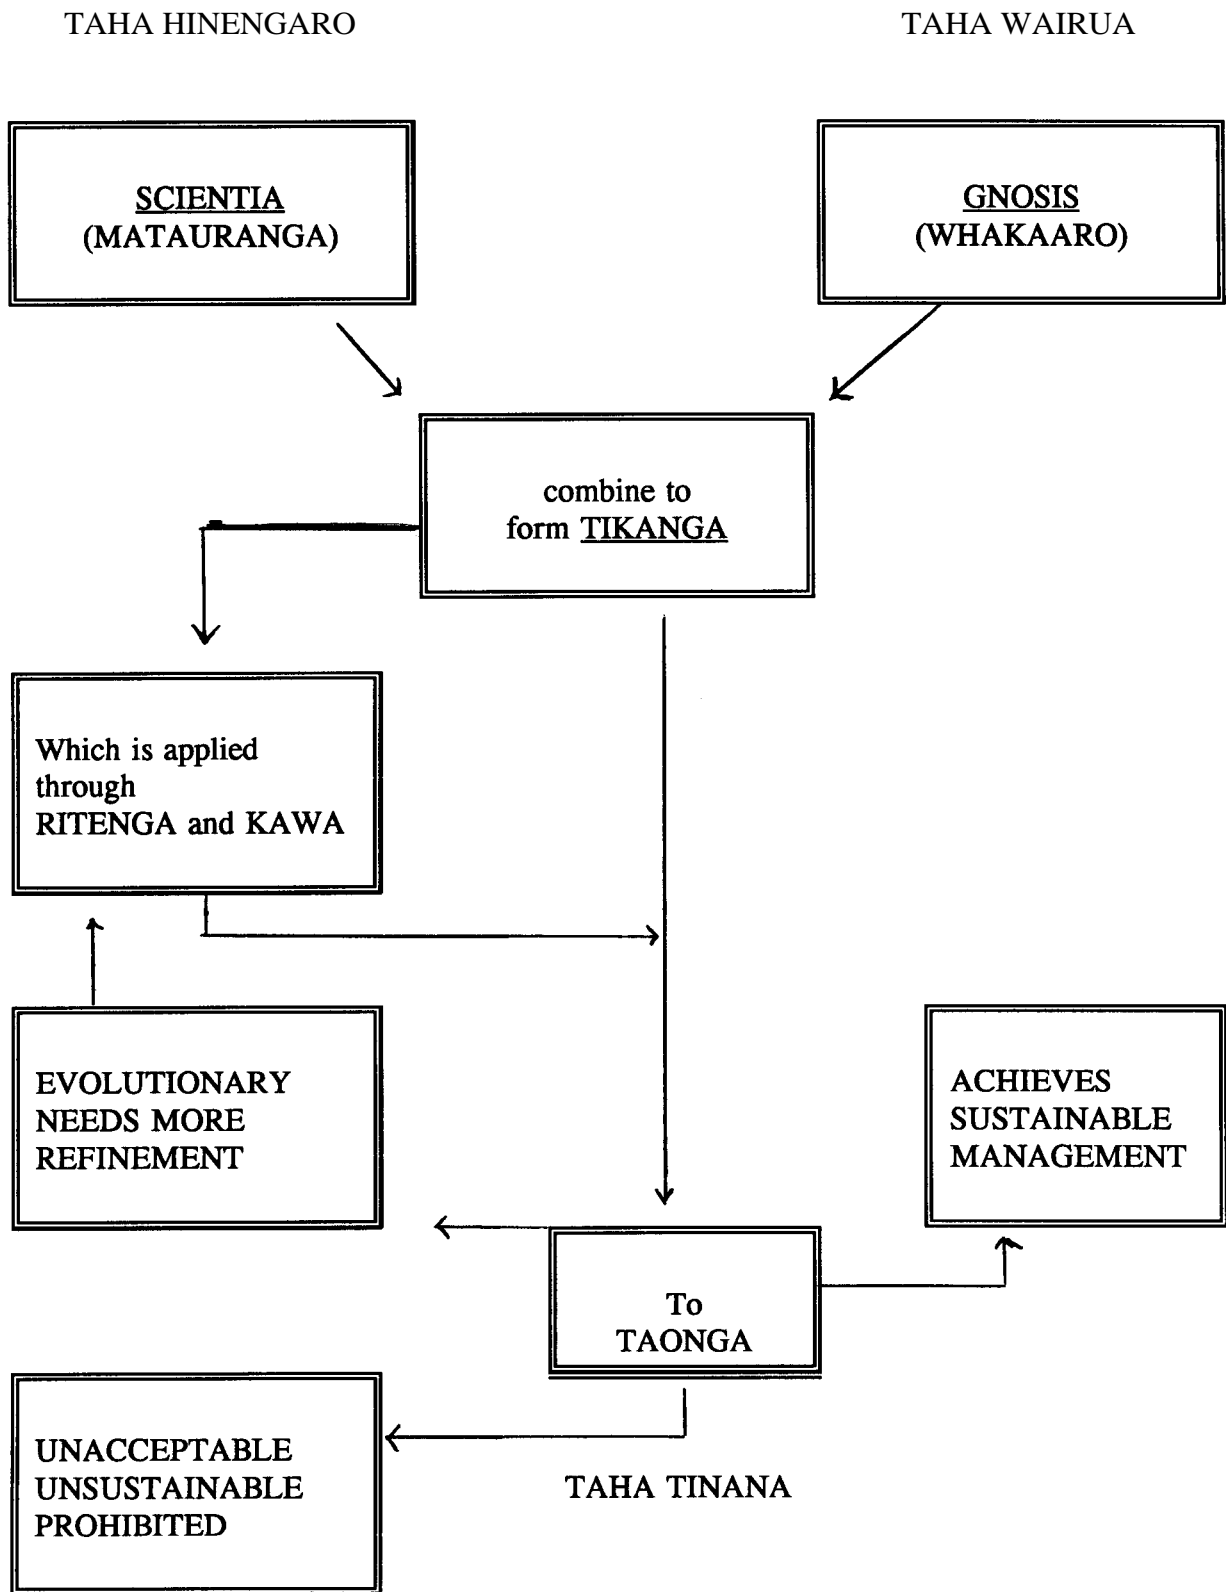 TAHA HINENGARO
TAHA WAIRUA
SCIENTIA
(MATAURANGA)
GNOSIS
(WHAKAARO)
combine to
form TIKANGA
Which is applied
through
RITENGA and KAWA
EVOLUTIONARY
NEEDS MORE
REFINEMENT
ACHIEVES
SUSTAINABLE
MANAGEMENT
To
TAONGA
UNACCEPTABLE
UNSUSTAINABLE
PROHIBITED
TAHA TINANA